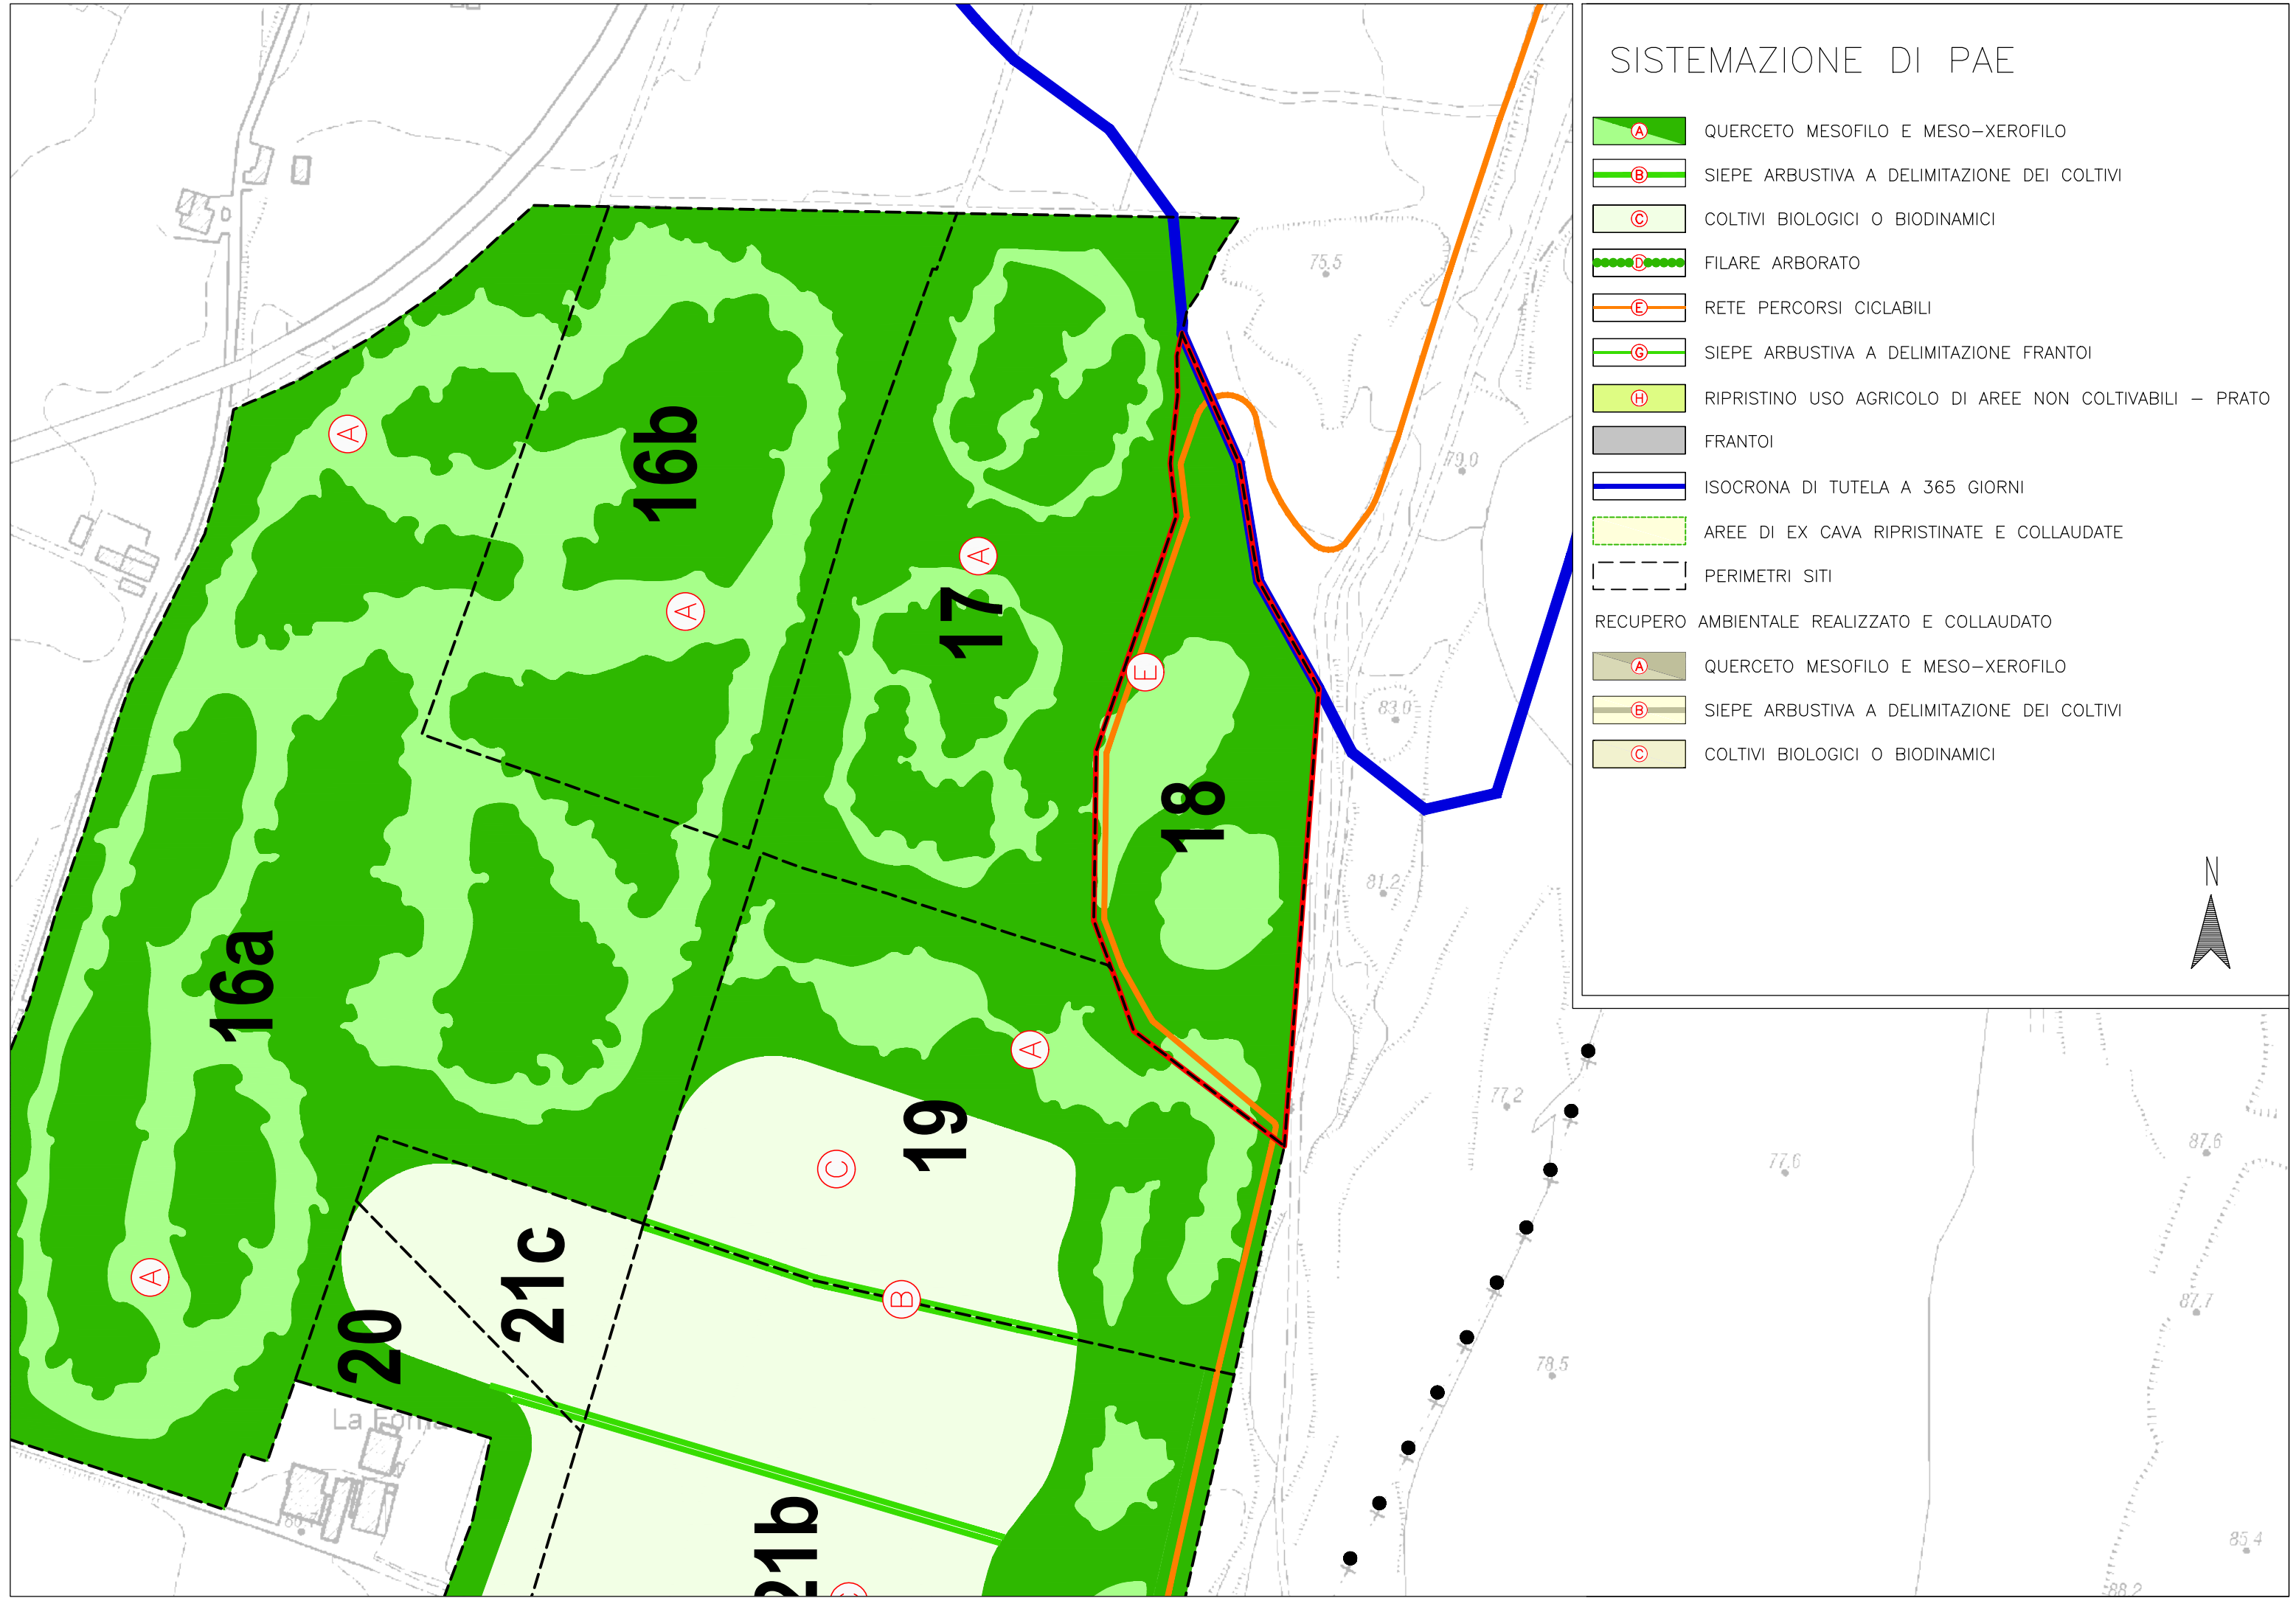 SISTEMAZIONE DI PAE
A QUERCETO MESOFILO E MESO-XEROFILO
B SIEPE ARBUSTIVA A DELIMITAZIONE DEI COLTIVI
C COLTIVI BIOLOGICI O BIODINAMICI
D FILARE ARBORATO
E RETE PERCORSI CICLABILI
G SIEPE ARBUSTIVA A DELIMITAZIONE FRANTOI
H RIPRISTINO USO AGRICOLO DI AREE NON COLTIVABILI - PRATO
FRANTOI
ISOCRONA DI TUTELA A 365 GIORNI
AREE DI EX CAVA RIPRISTINATE E COLLAUDATE
PERIMETRI SITI
RECUPERO AMBIENTALE REALIZZATO E COLLAUDATO
A QUERCETO MESOFILO E MESO-XEROFILO
B SIEPE ARBUSTIVA A DELIMITAZIONE DEI COLTIVI
C COLTIVI BIOLOGICI O BIODINAMICI
N
75.5
A
16b
79.0
A
A
17
E
83.0
18
81.2
16a
A
77.2
19
C
77.6
87.6
A
21c
B
87.7
20
78.5
La
21b
85.4
88.2